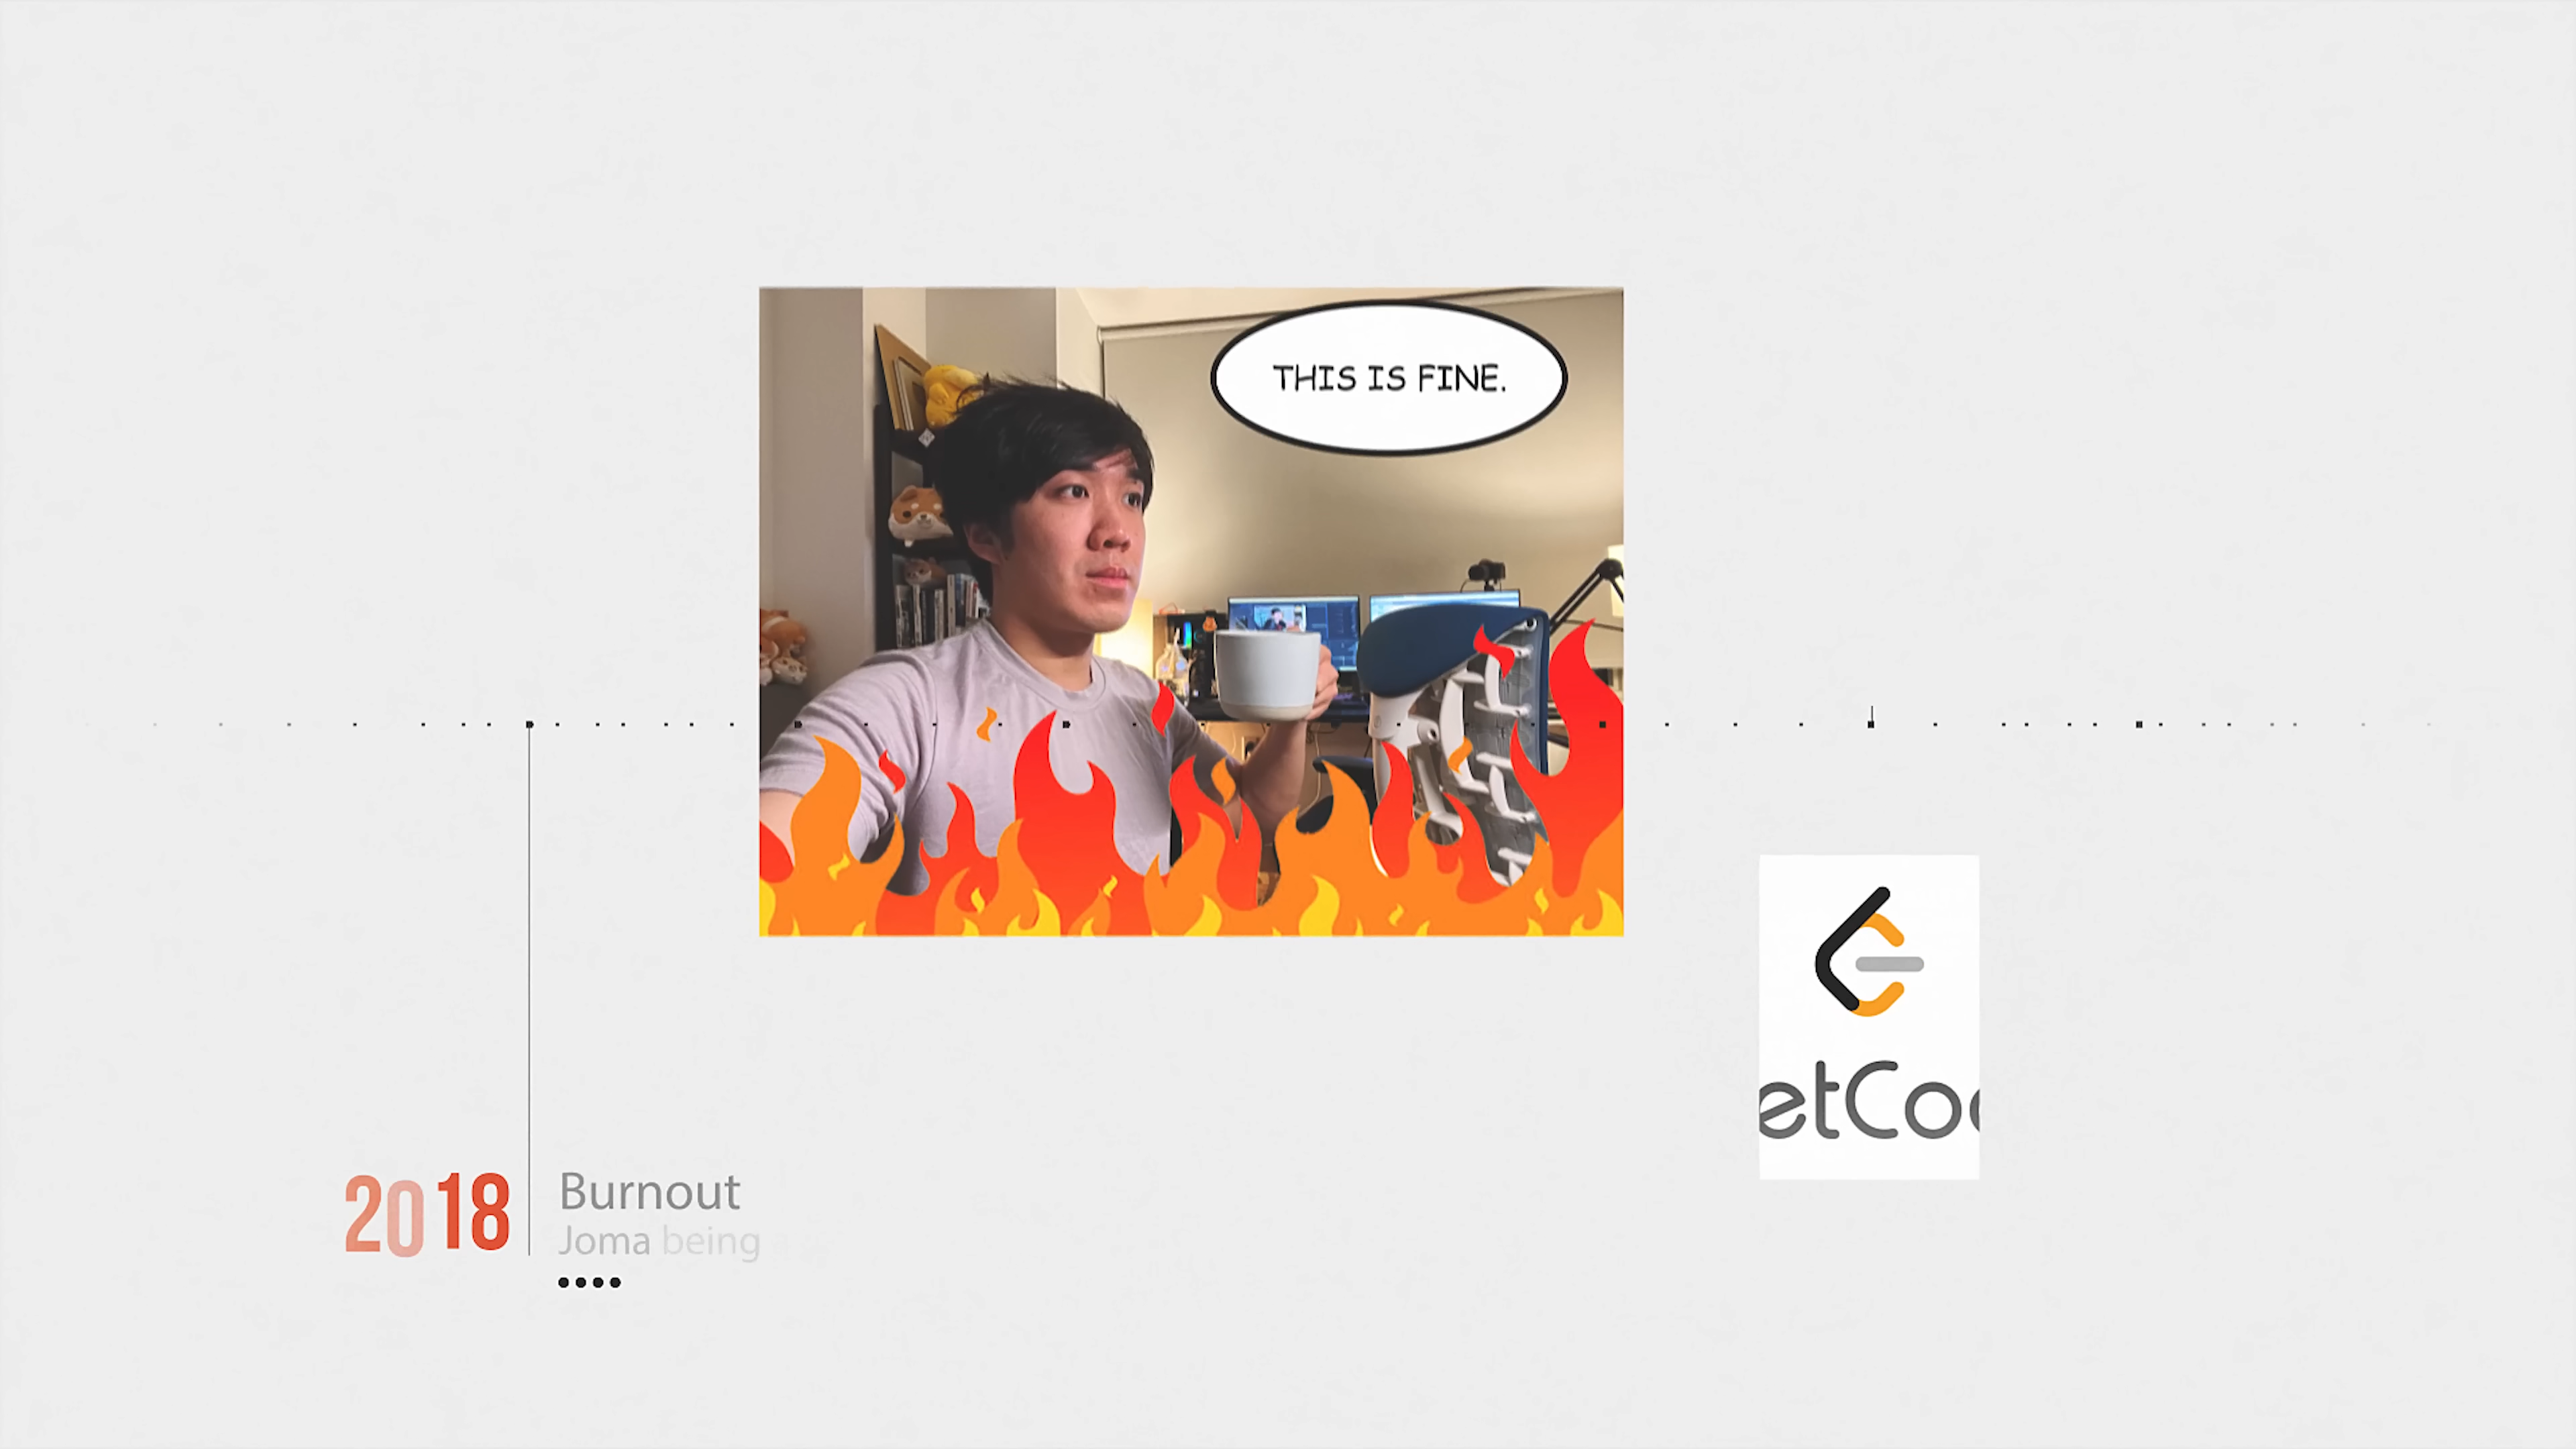 THIS IS FINE.
etCo
2018
Burnout
Joma being